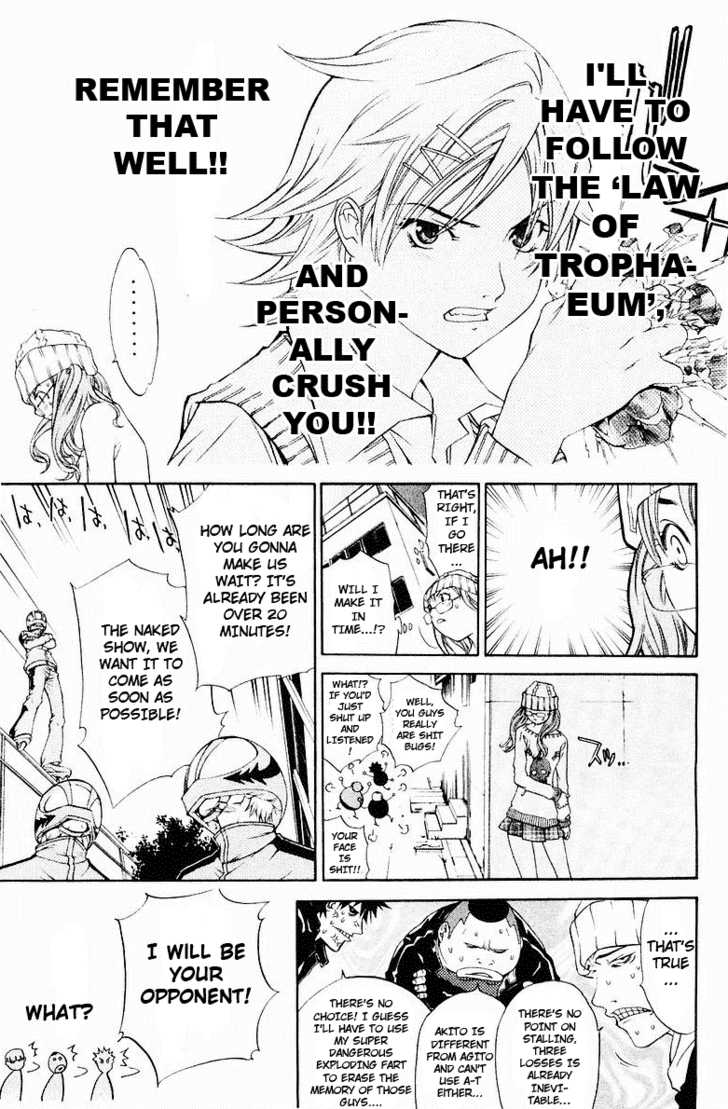 I'LL
HAVE TO
FOLLOW
THE ‘LAW
OF
TROPHA-
EUM’,
AND
PERSON-
ALLY
CRUSH
YOU!!
REMEMBER
THAT
WELL!!
......
AH!!
THAT'S
RIGHT,
IF I
GO
THERE
...
WILL I
MAKE IT
IN
TIME...!?
HOW LONG ARE
YOU GONNA
MAKE US
WAIT? IT'S
ALREADY BEEN
OVER 20
MINUTES!
THE NAKED
SHOW, WE
WANT IT TO
COME AS
SOON AS
POSSIBLE!
スッ..
WELL,
YOU GUYS
REALLY
ARE SHIT
BUGS!
WHAT!?
IF YOU'D
JUST
SHUT UP
AND
LISTENED
!
YOUR
FACE IS
SHIT!!
...
THAT'S
TRUE
...
THERE'S
NO
POINT ON
STALLING,
THREE
LOSSES IS
ALREADY
INEVI-
TABLE...
AKITO IS
DIFFERENT
FROM AGITO
AND CAN'T
USE A-T
EITHER...
THERE'S NO
CHOICE! I GUESS
I'LL HAVE TO USE
MY SUPER
DANGEROUS
EXPLODING FART
TO ERASE THE
MEMORY OF THOSE
GUYS....
I WILL BE
YOUR
OPPONENT!
WHAT?